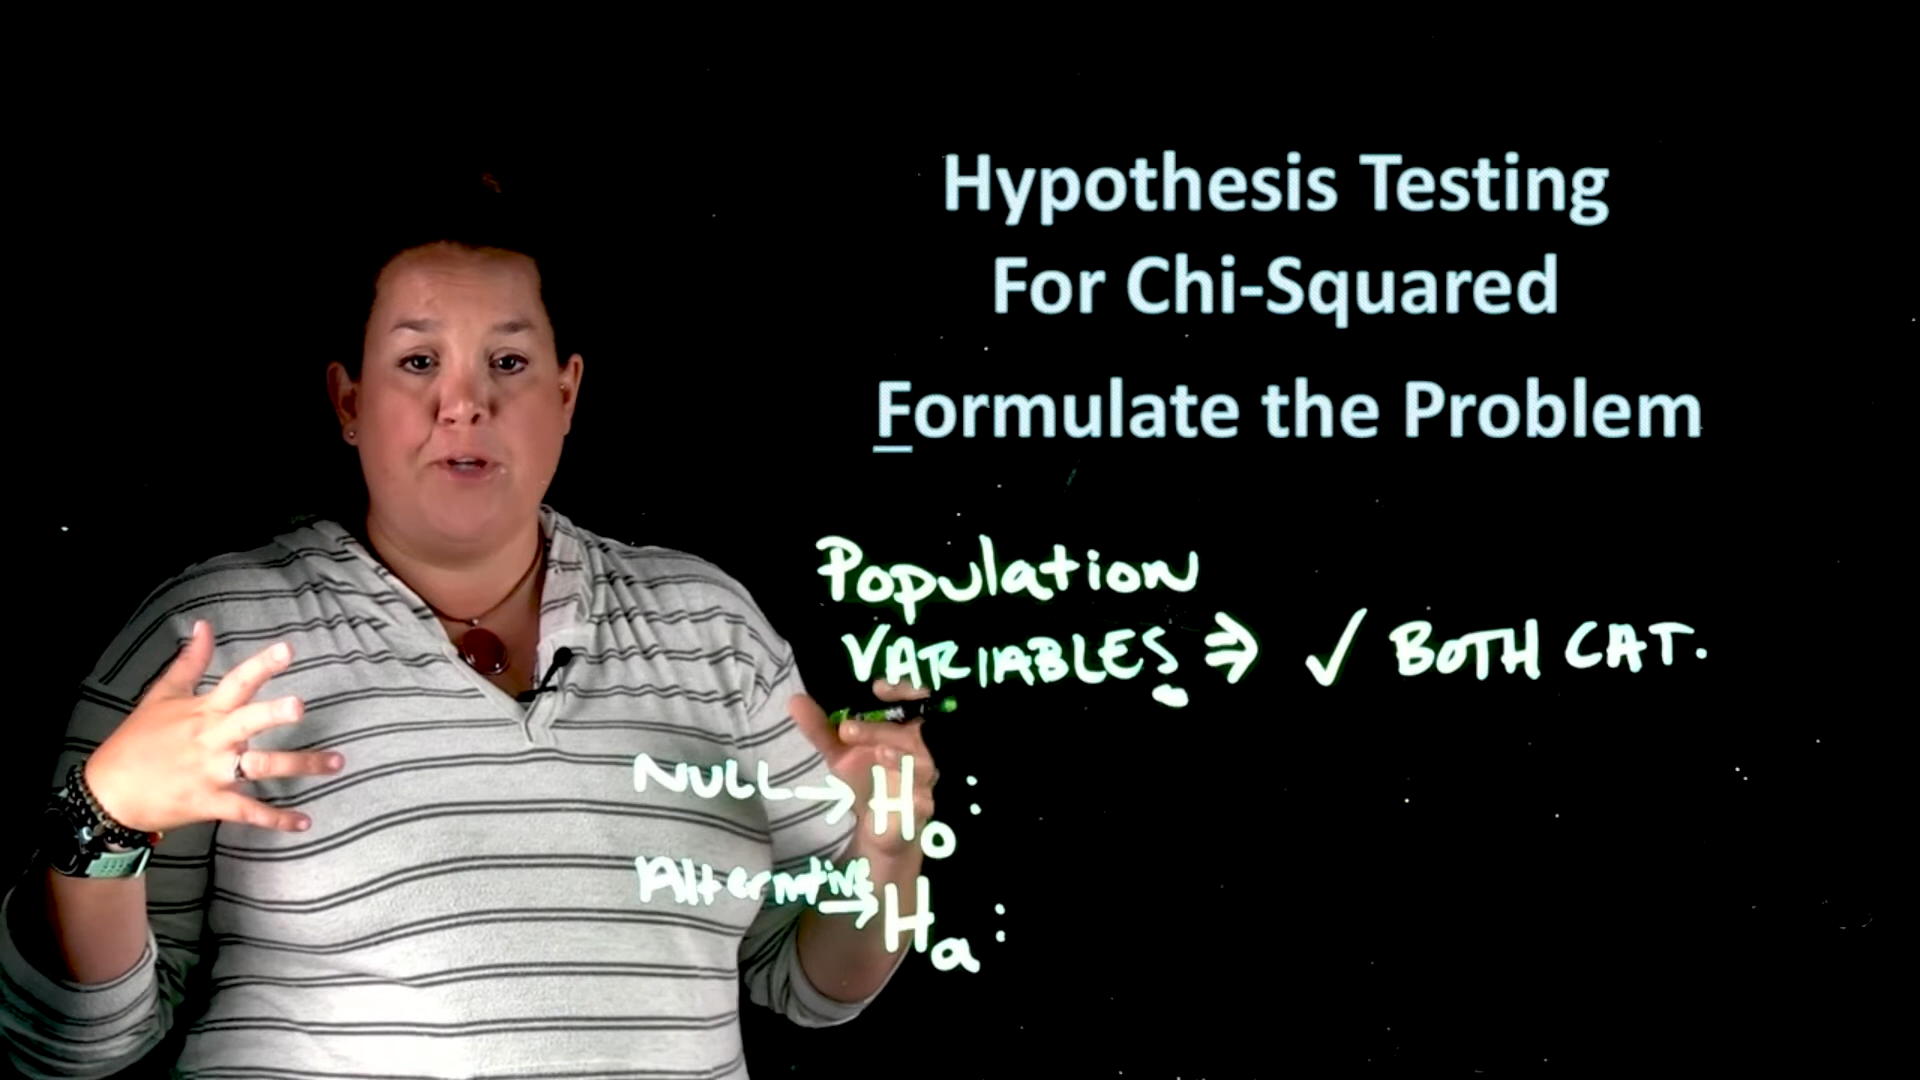 Hypothesis Testing
For Chi-Squared
Formulate the Problem
Population
VARIABLES ⇒ ✓ BOTH CAT.
NULL → H₀ :
Alternative → Hₐ :